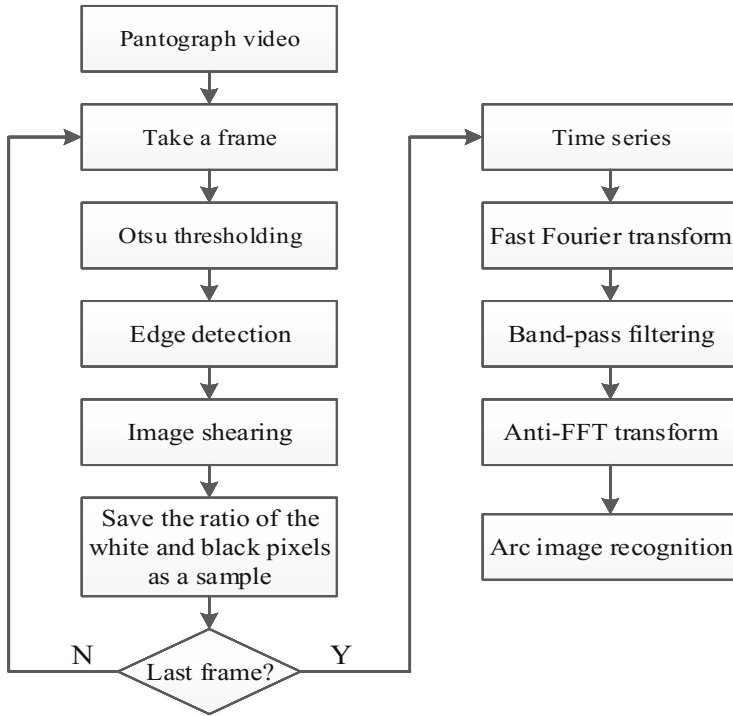 Pantograph video
Take a frame
Otsu thresholding
Edge detection
Image shearing
Save the ratio of the
white and black pixels
as a sample
Last frame?
N
Y
Time series
Fast Fourier transform
Band-pass filtering
Anti-FFT transform
Arc image recognition